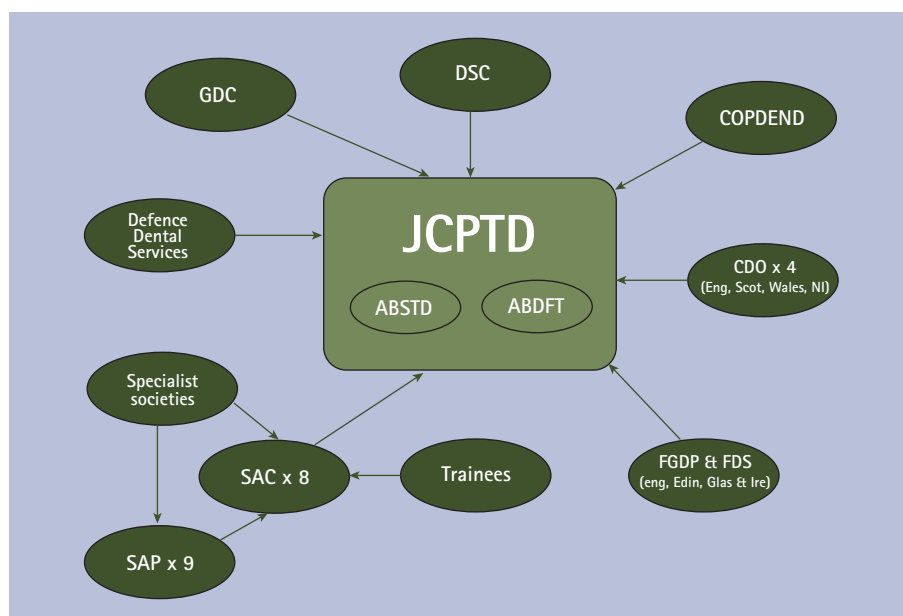 DSC
GDC
COPDEND
JCPTD
Defence
Dental
Services
CDO x 4
(Eng, Scot, Wales, NI)
ABSTD
ABDFT
Specialist
societies
SAC x 8
Trainees
FGDP & FDS
(eng, Edin, Glas & Ire)
SAP x 9